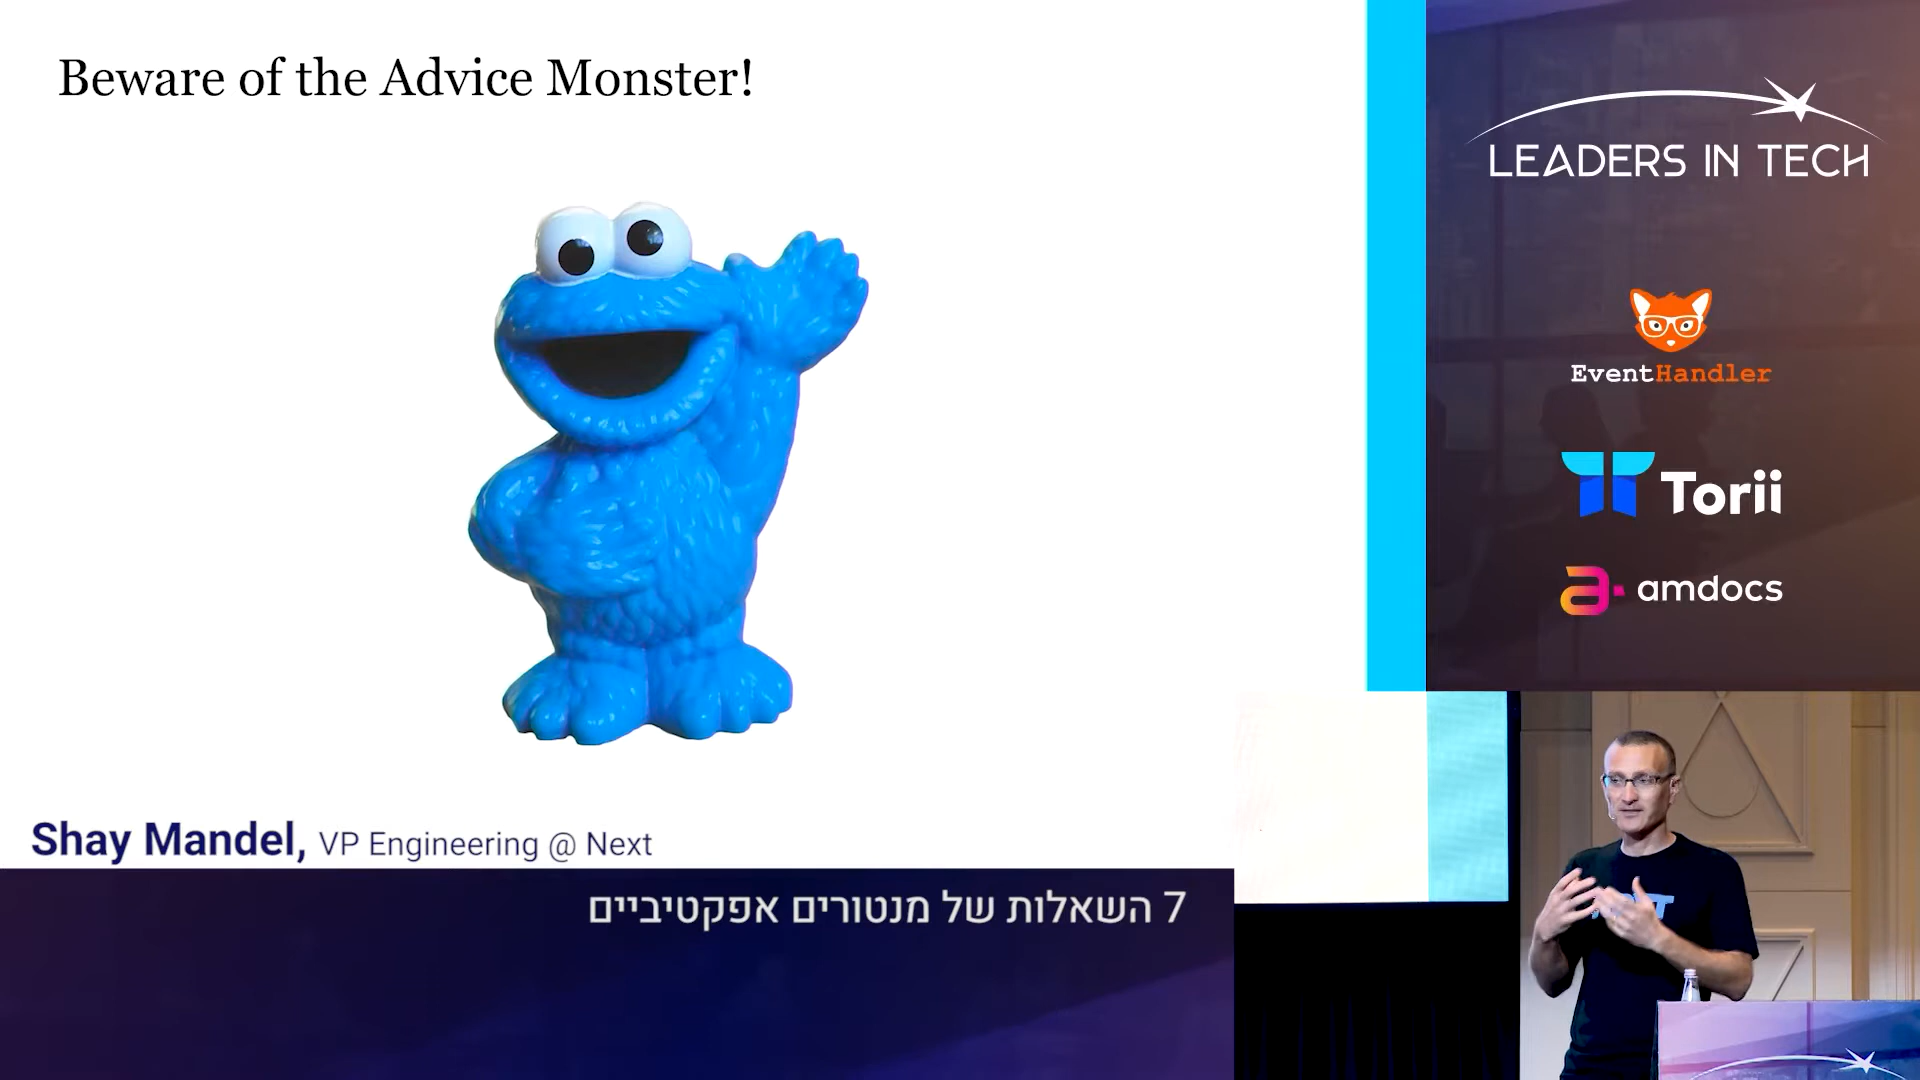 Beware of the Advice Monster!
LEADERS IN TECH
EventHandler
Torii
amdocs
Shay Mandel, VP Engineering @ Next
7 השאלות של מנטורים אפקטיביים